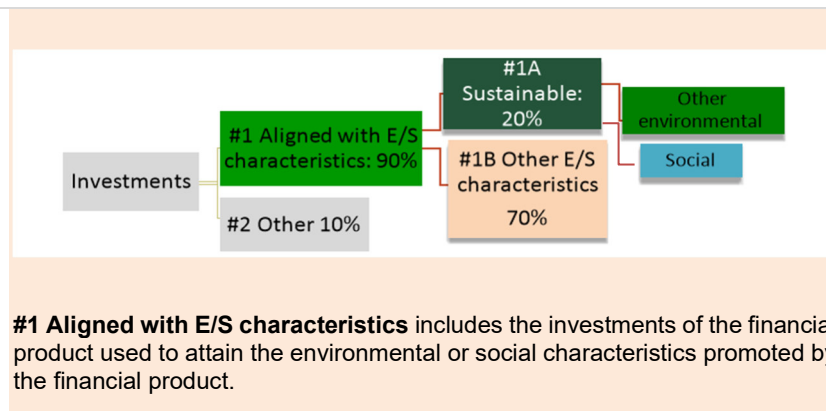 #1A
Sustainable:
20%
Other
environmental
#1 Aligned with E/S
characteristics: 90%
#1B Other E/S
characteristics
70%
Social
Investments
#2 Other 10%
#1 Aligned with E/S characteristics includes the investments of the financia
product used to attain the environmental or social characteristics promoted by
the financial product.